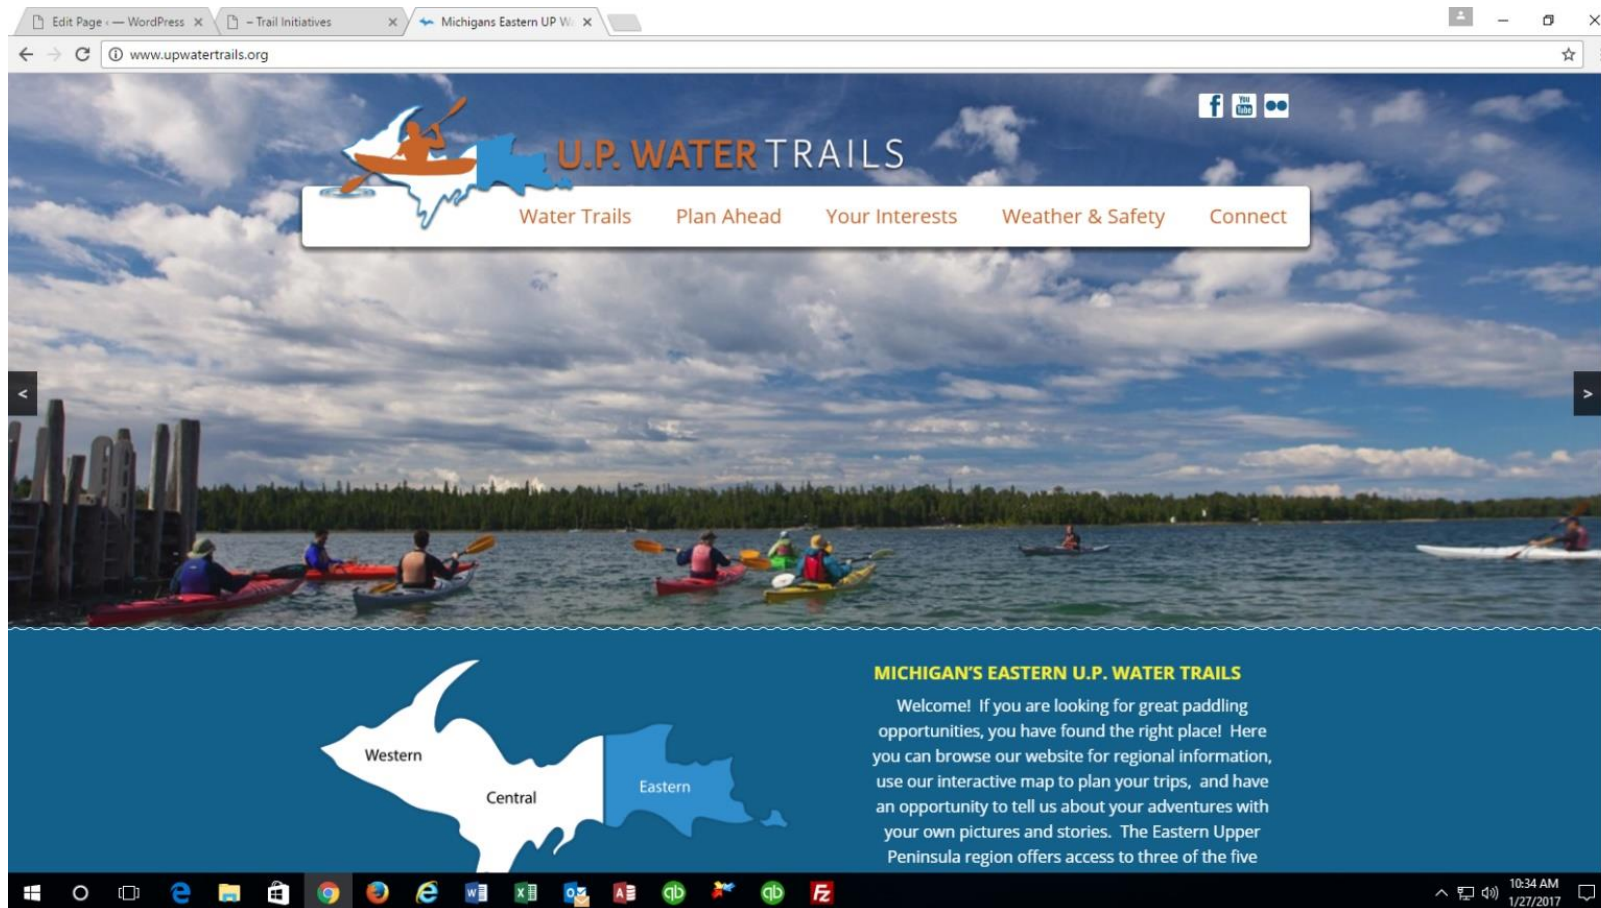 Edit Page ‹ — WordPress
– Trail Initiatives
Michigans Eastern UP W
www.upwatertrails.org
U.P. WATER TRAILS
f You Tube
Water Trails Plan Ahead Your Interests Weather & Safety Connect
< >
Western
Central
Eastern
MICHIGAN'S EASTERN U.P. WATER TRAILS
Welcome! If you are looking for great paddling
opportunities, you have found the right place! Here
you can browse our website for regional information,
use our interactive map to plan your trips, and have
an opportunity to tell us about your adventures with
your own pictures and stories. The Eastern Upper
Peninsula region offers access to three of the five
10:34 AM
1/27/2017